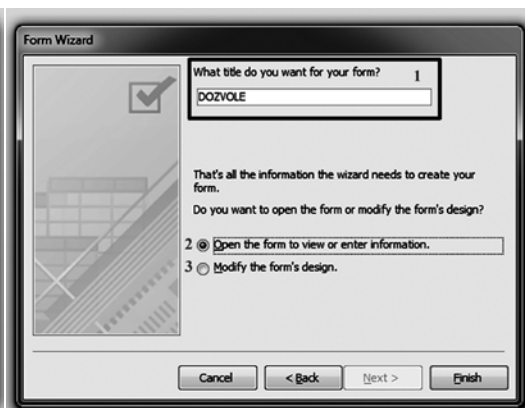 Form Wizard
What title do you want for your form? 1
DOZVOLE
That's all the information the wizard needs to create your
form.
Do you want to open the form or modify the form's design?
2 Open the form to view or enter information.
3 Modify the form's design.
Cancel < Back Next > Finish